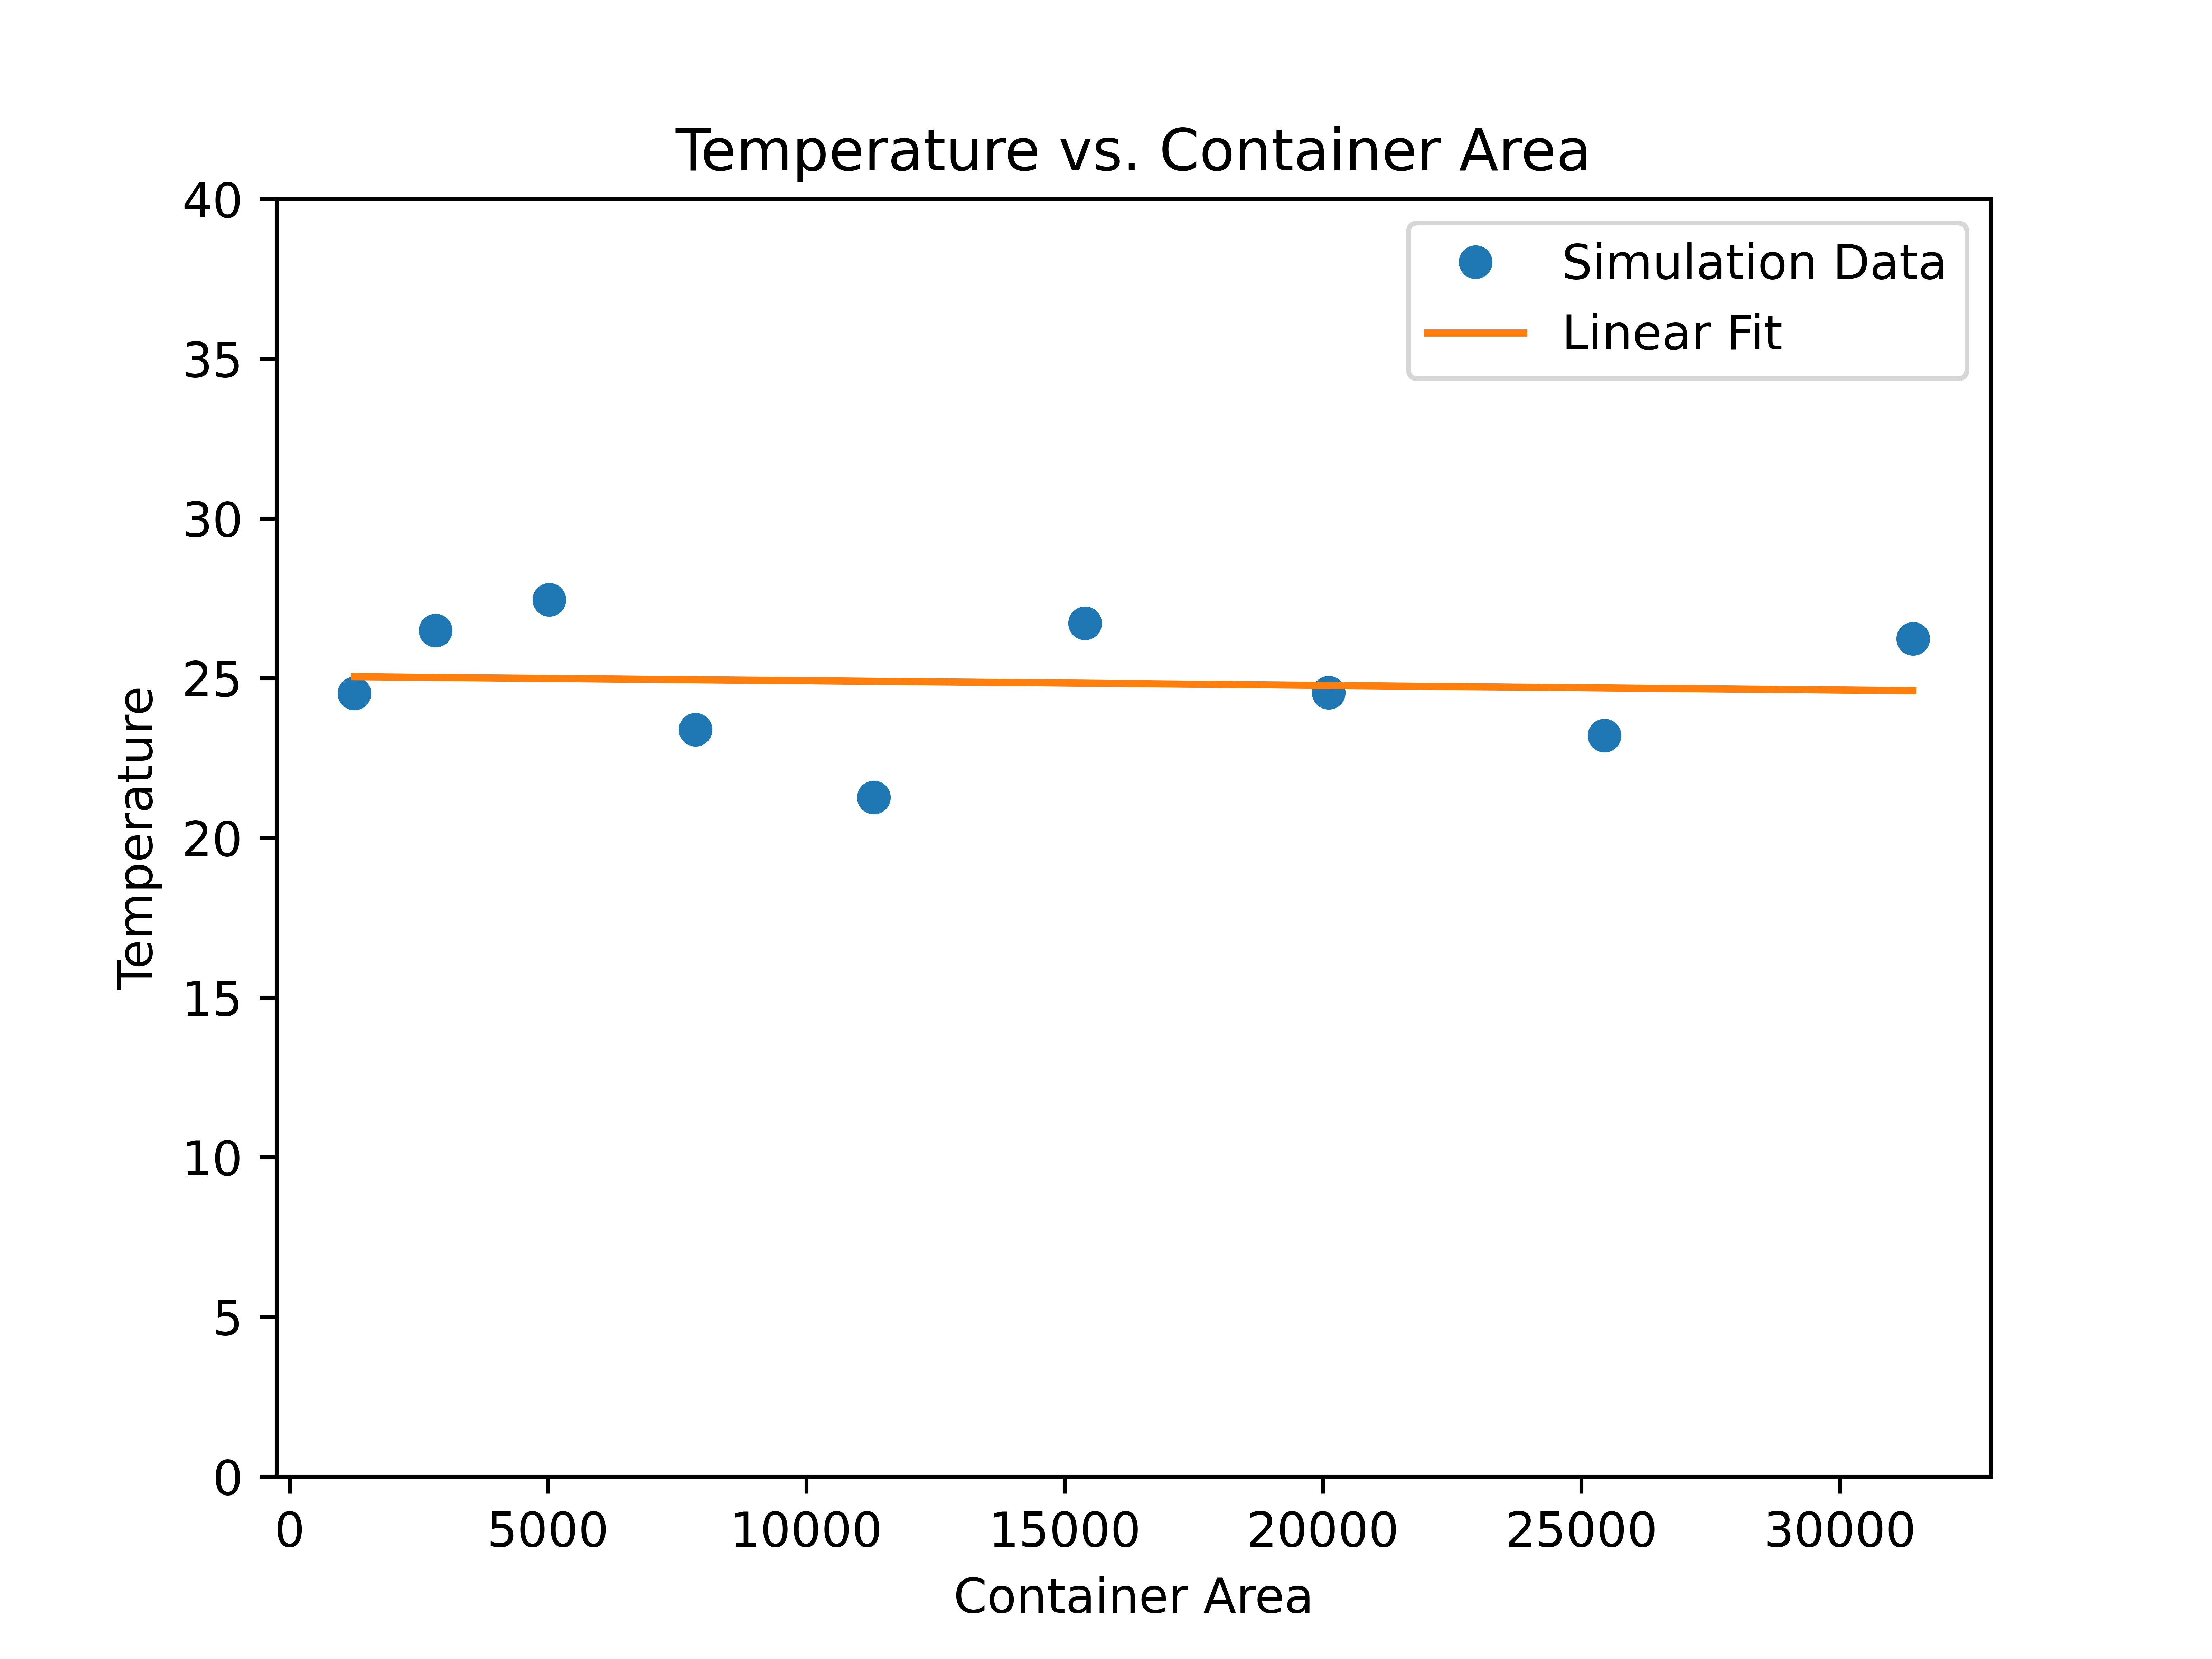 Temperature vs. Container Area
40
35
30
25
20
15
10
5
0
Temperature
Simulation Data
Linear Fit
0 5000 10000 15000 20000 25000 30000
Container Area